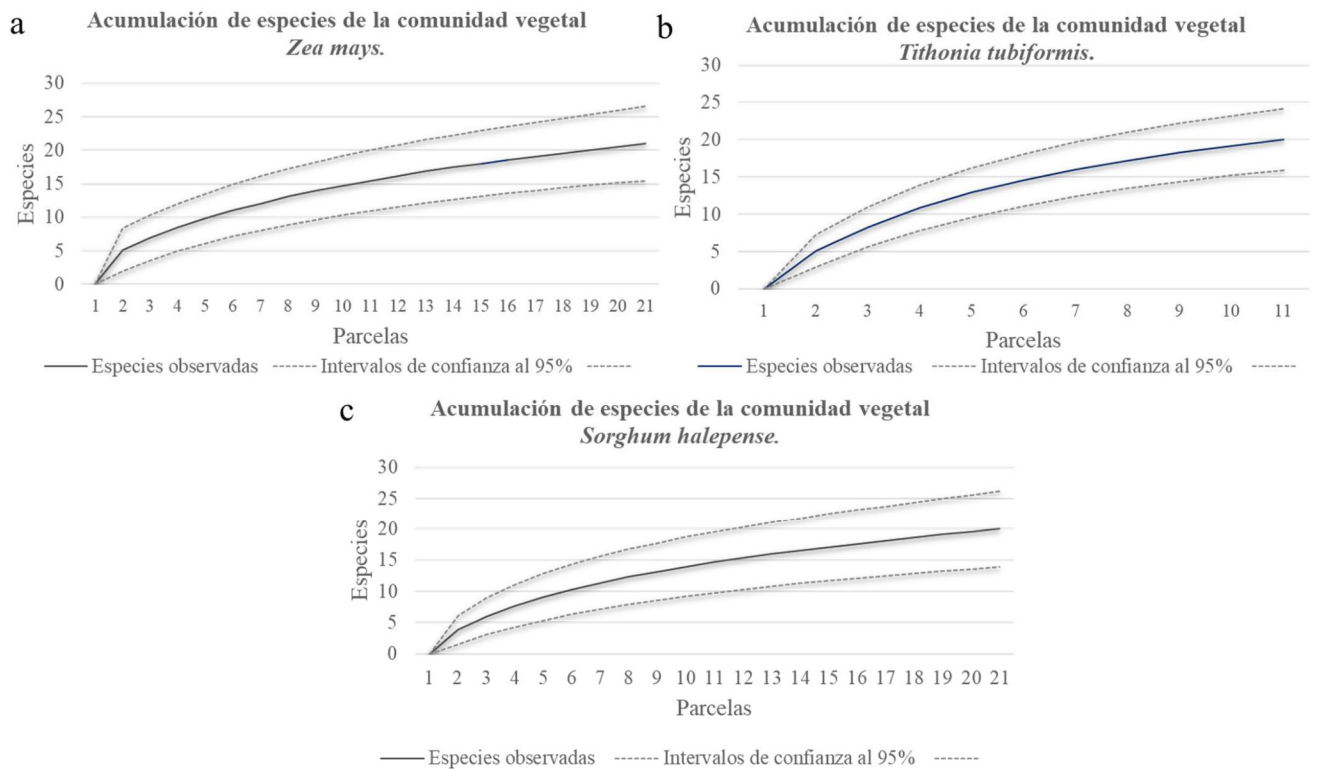 a
Acumulación de especies de la comunidad vegetal
Zea mays.
Especies
30
25
20
15
10
5
0
1 2 3 4 5 6 7 8 9 10 11 12 13 14 15 16 17 18 19 20 21
Parcelas
Especies observadas Intervalos de confianza al 95%
b
Acumulación de especies de la comunidad vegetal
Tithonia tubiformis.
Especies
30
25
20
15
10
5
0
1 2 3 4 5 6 7 8 9 10 11
Parcelas
Especies observadas Intervalos de confianza al 95%
c
Acumulación de especies de la comunidad vegetal
Sorghum halepense.
Especies
30
25
20
15
10
5
0
1 2 3 4 5 6 7 8 9 10 11 12 13 14 15 16 17 18 19 20 21
Parcelas
Especies observadas Intervalos de confianza al 95%